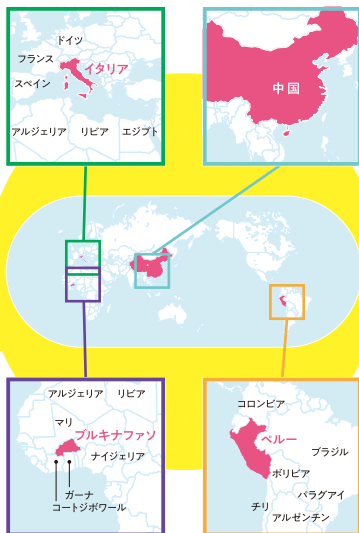 ドイツ
フランス
イタリア
スペイン
アルジェリア
リビア
エジプト
中国
アルジェリア
リビア
マリ
ブルキナファソ
ナイジェリア
ガーナ
コートジボワール
コロンビア
ペルー
ブラジル
ボリビア
パラグアイ
チリ
アルゼンチン